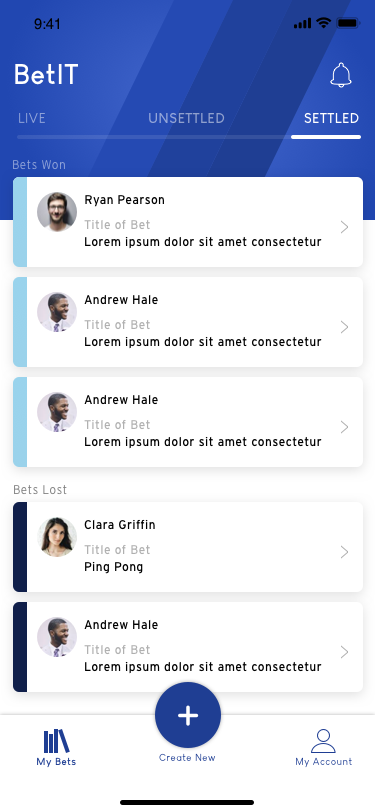 9:41
BetIT
LIVE UNSETTLED SETTLED
Bets Won
Ryan Pearson
Title of Bet
Lorem ipsum dolor sit amet consectetur
Andrew Hale
Title of Bet
Lorem ipsum dolor sit amet consectetur
Andrew Hale
Title of Bet
Lorem ipsum dolor sit amet consectetur
Bets Lost
Clara Griffin
Title of Bet
Ping Pong
Andrew Hale
Title of Bet
Lorem ipsum dolor sit amet consectetur
My Bets Create New My Account